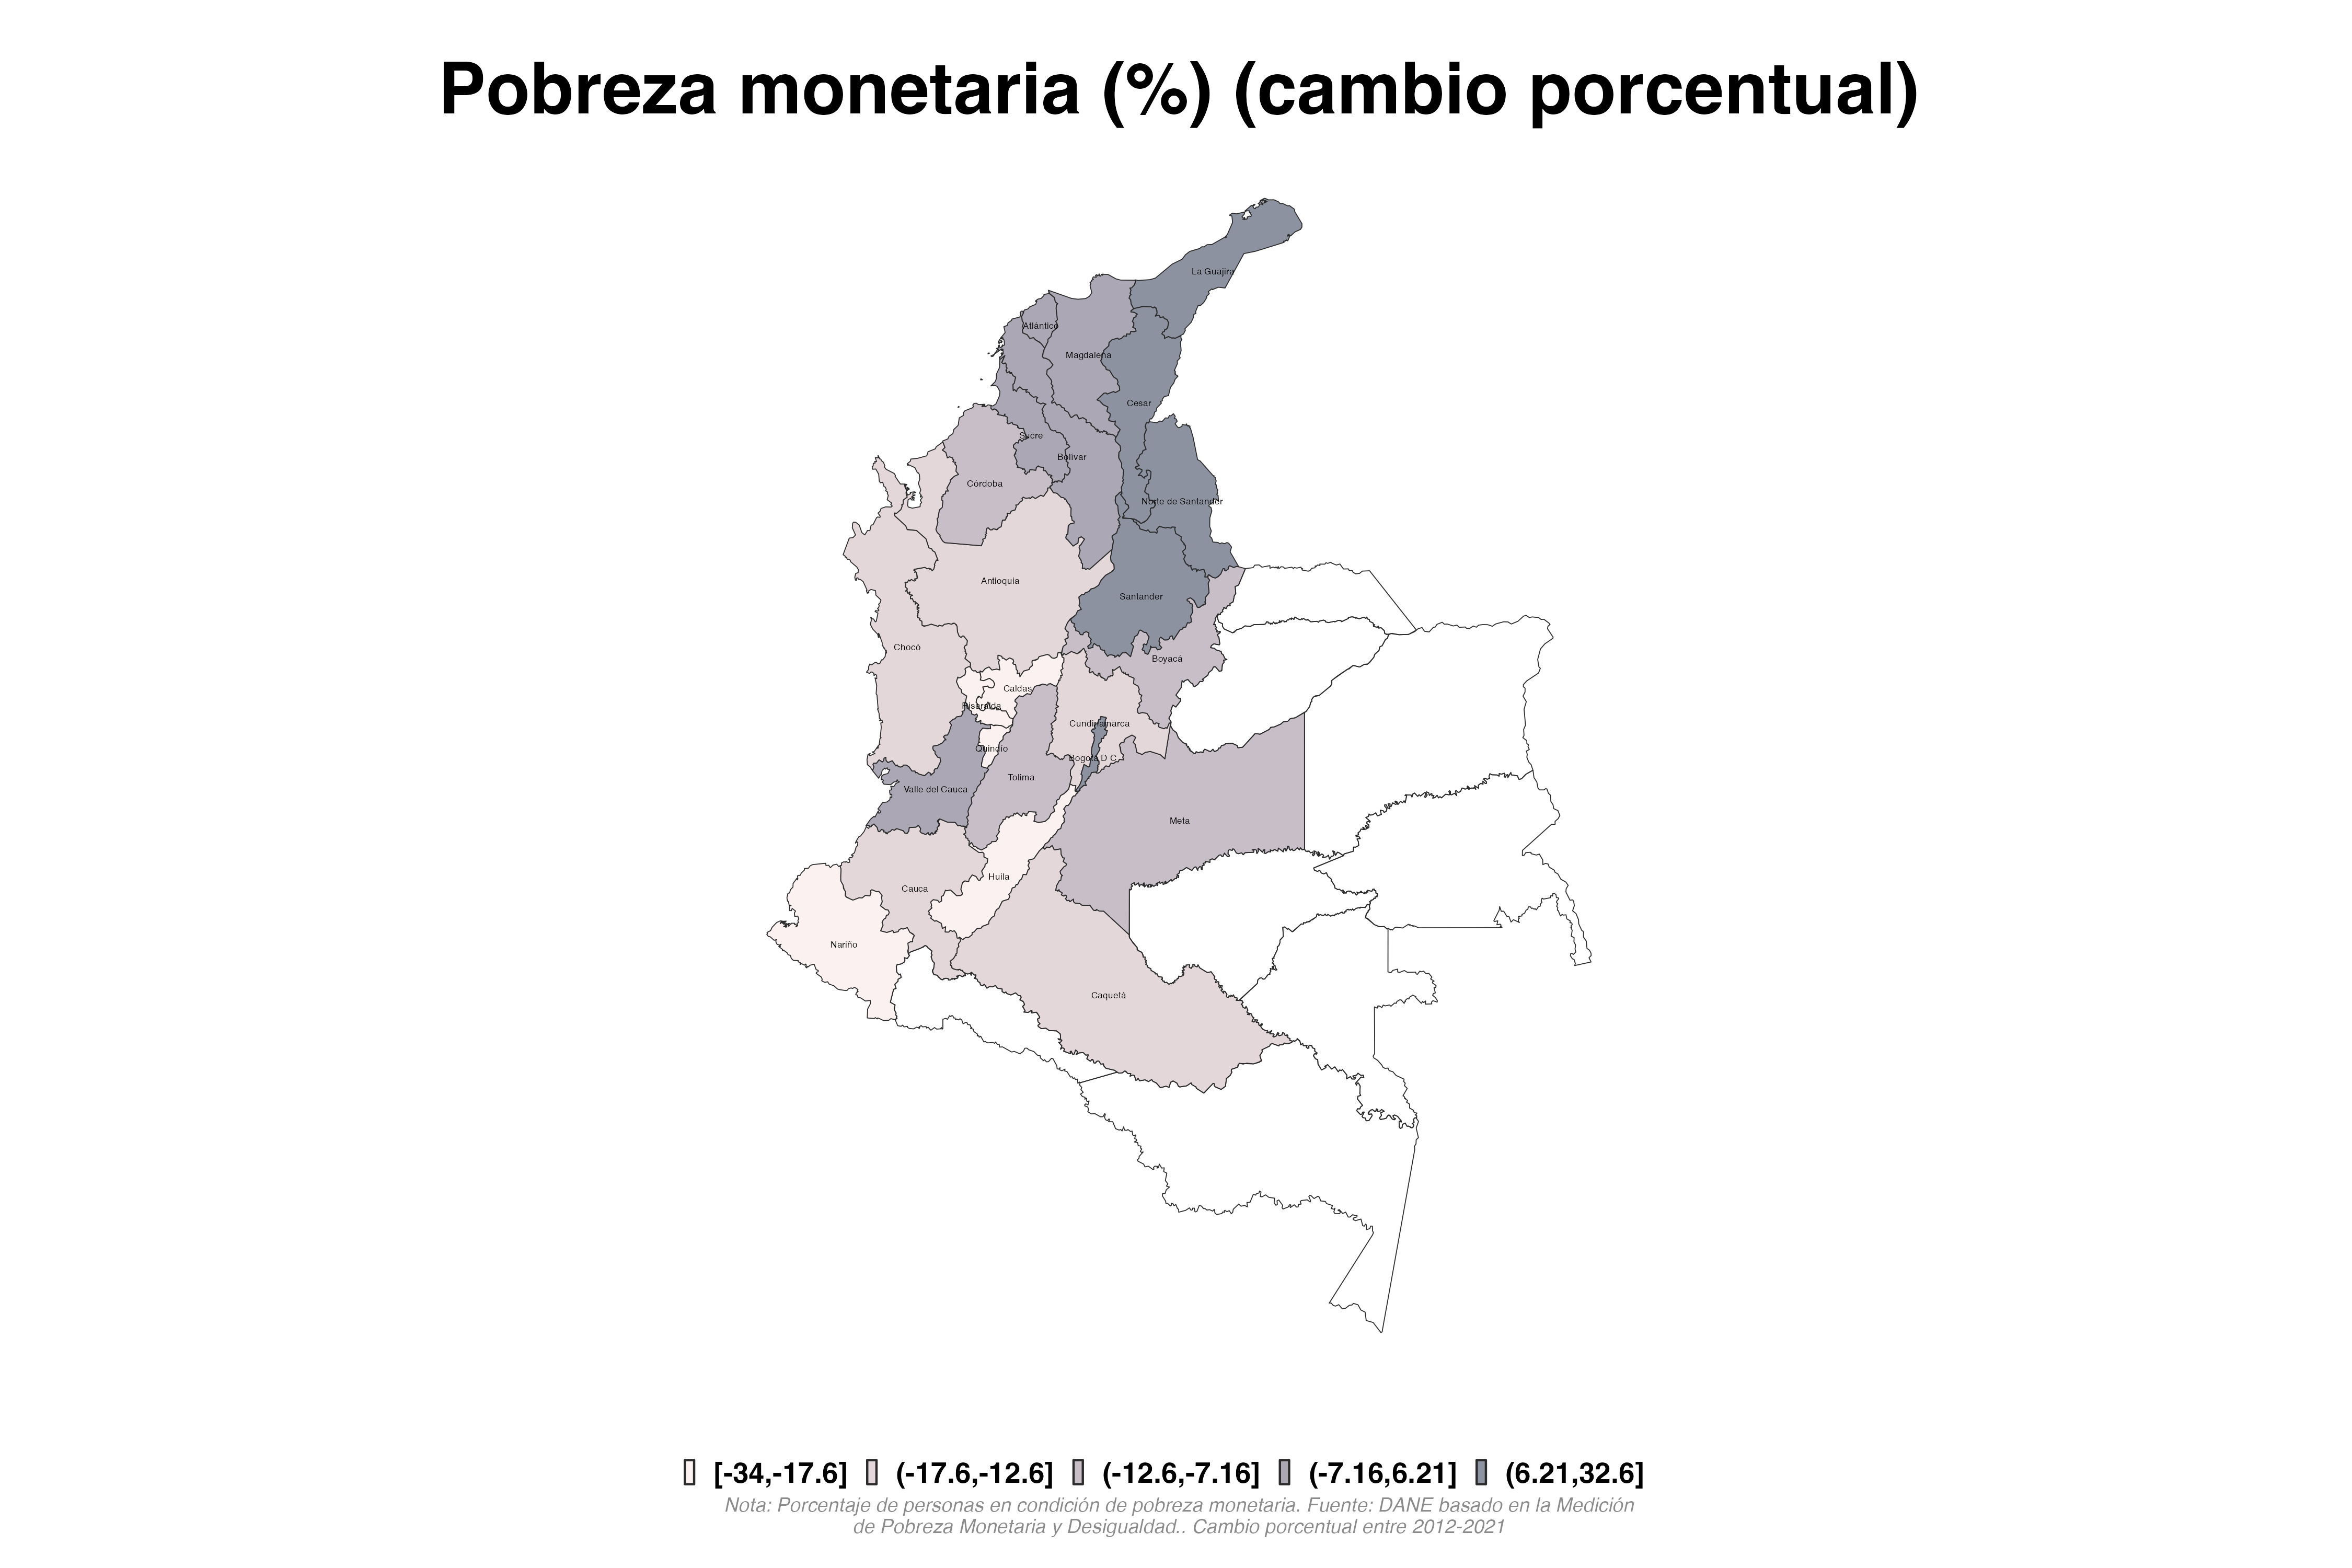 Pobreza monetaria (%) (cambio porcentual)
La Guajira
Atlántico
Magdalena
Cesar
Sucre
Bolívar
Córdoba
Norte de Santander
Antioquia
Santander
Chocó
Boyacá
Caldas
Risaralda
Cundinamarca
Quindío
Bogotá D C
Tolima
Valle del Cauca
Meta
Huila
Cauca
Nariño
Caquetá
[-34,-17.6] (-17.6,-12.6] (-12.6,-7.16] (-7.16,6.21] (6.21,32.6]
Nota: Porcentaje de personas en condición de pobreza monetaria. Fuente: DANE basado en la Medición
de Pobreza Monetaria y Desigualdad.. Cambio porcentual entre 2012-2021